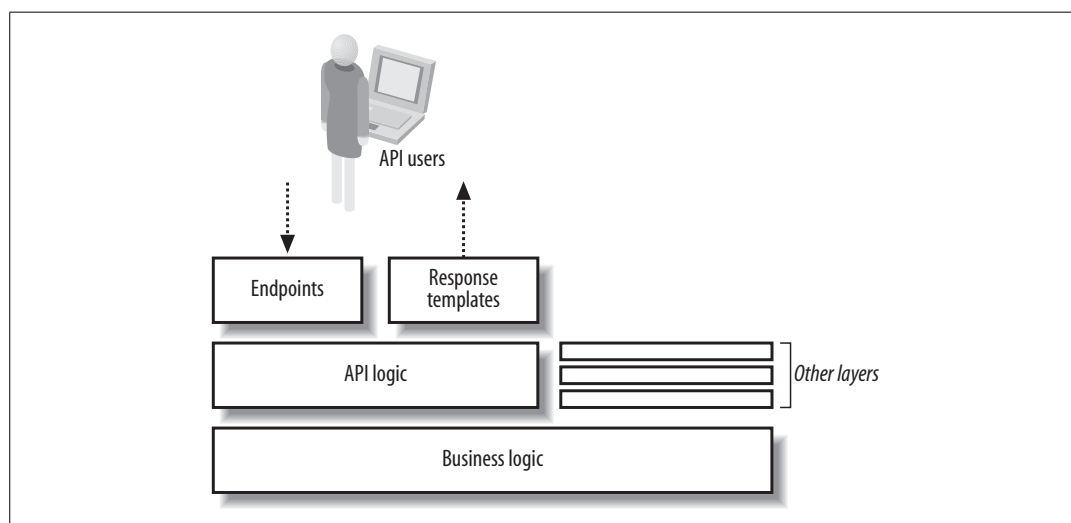 API users
Endpoints
Response
templates
API logic
Other layers
Business logic